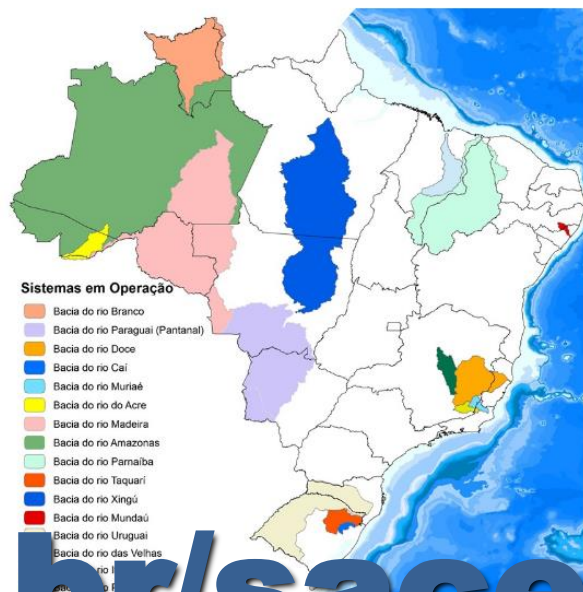 Sistemas em Operação
Bacia do rio Branco
Bacia do rio Paraguai (Pantanal)
Bacia do rio Doce
Bacia do rio Caí
Bacia do rio Muriaé
Bacia do rio do Acre
Bacia do rio Madeira
Bacia do rio Amazonas
Bacia do rio Parnaíba
Bacia do rio Taquarí
Bacia do rio Xingú
Bacia do rio Mundaú
Bacia do rio Uruguai
Bacia do rio das Velhas
br/sace